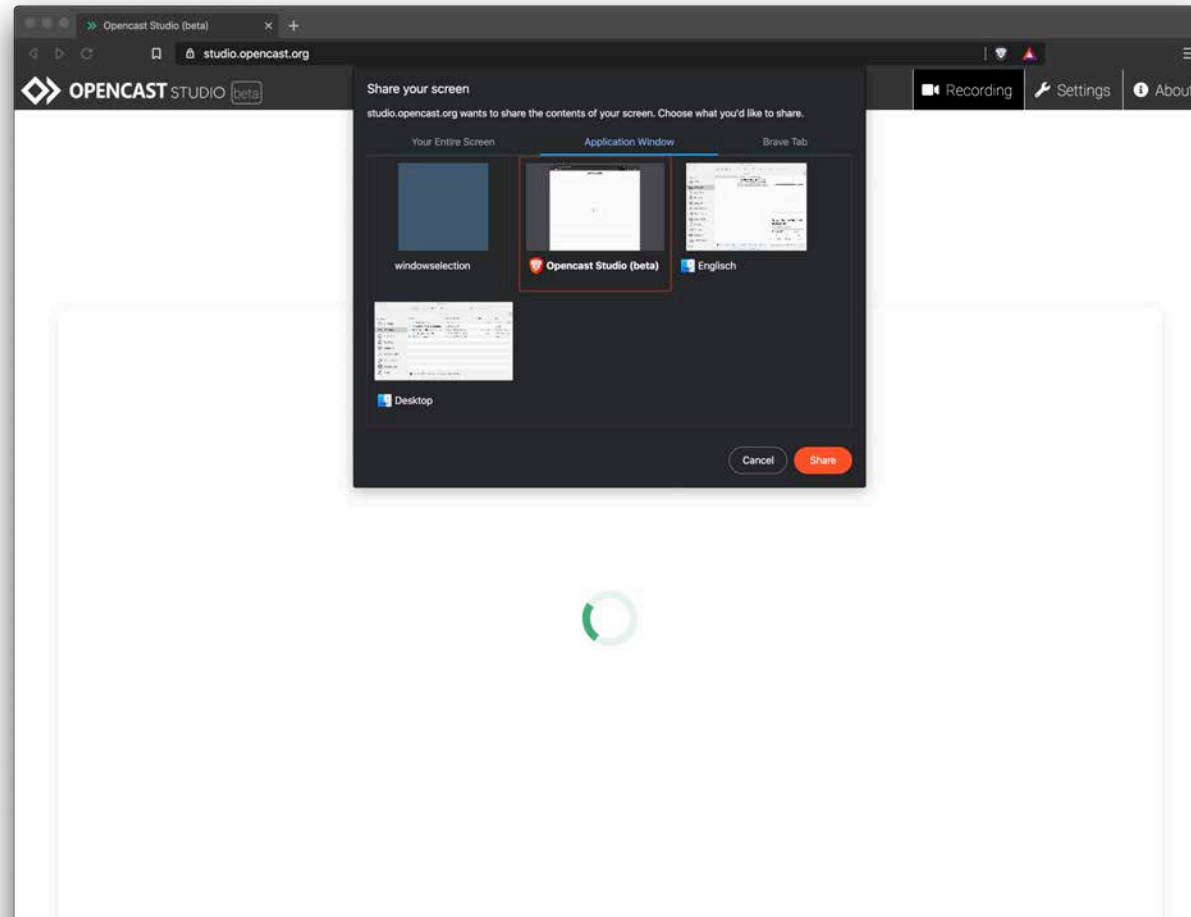 Opencast Studio (beta)
studio.opencast.org
OPENCAST STUDIO beta
Recording
Settings
About
Share your screen
studio.opencast.org wants to share the contents of your screen. Choose what you'd like to share.
Your Entire Screen
Application Window
Brave Tab
windowselection
Opencast Studio (beta)
Englisch
Desktop
Cancel
Share